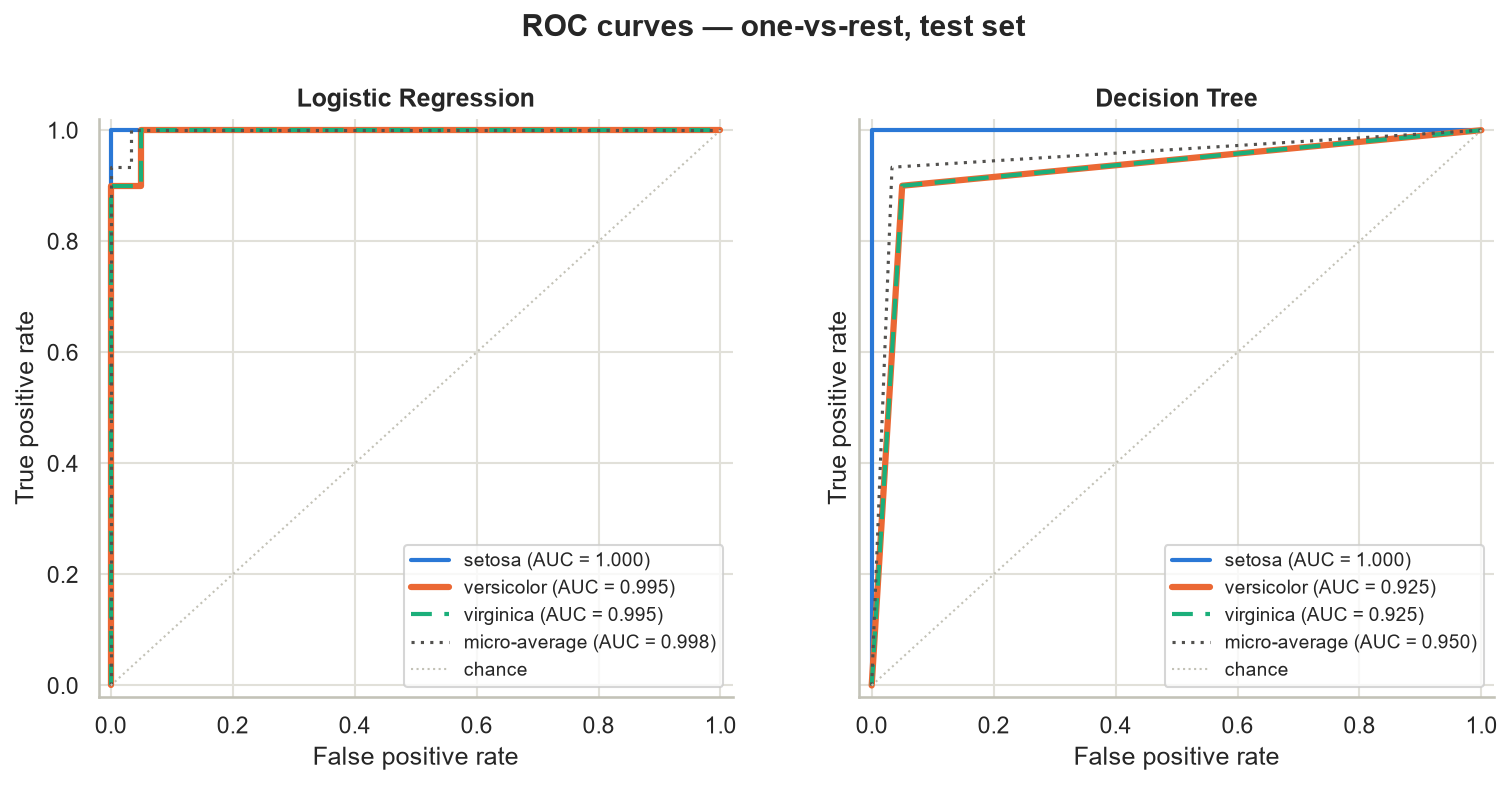 ROC curves — one-vs-rest, test set
Logistic Regression
True positive rate
1.0
0.8
0.6
0.4
0.2
0.0
setosa (AUC = 1.000)
versicolor (AUC = 0.995)
virginica (AUC = 0.995)
micro-average (AUC = 0.998)
chance
0.0 0.2 0.4 0.6 0.8 1.0
False positive rate
Decision Tree
True positive rate
setosa (AUC = 1.000)
versicolor (AUC = 0.925)
virginica (AUC = 0.925)
micro-average (AUC = 0.950)
chance
0.0 0.2 0.4 0.6 0.8 1.0
False positive rate